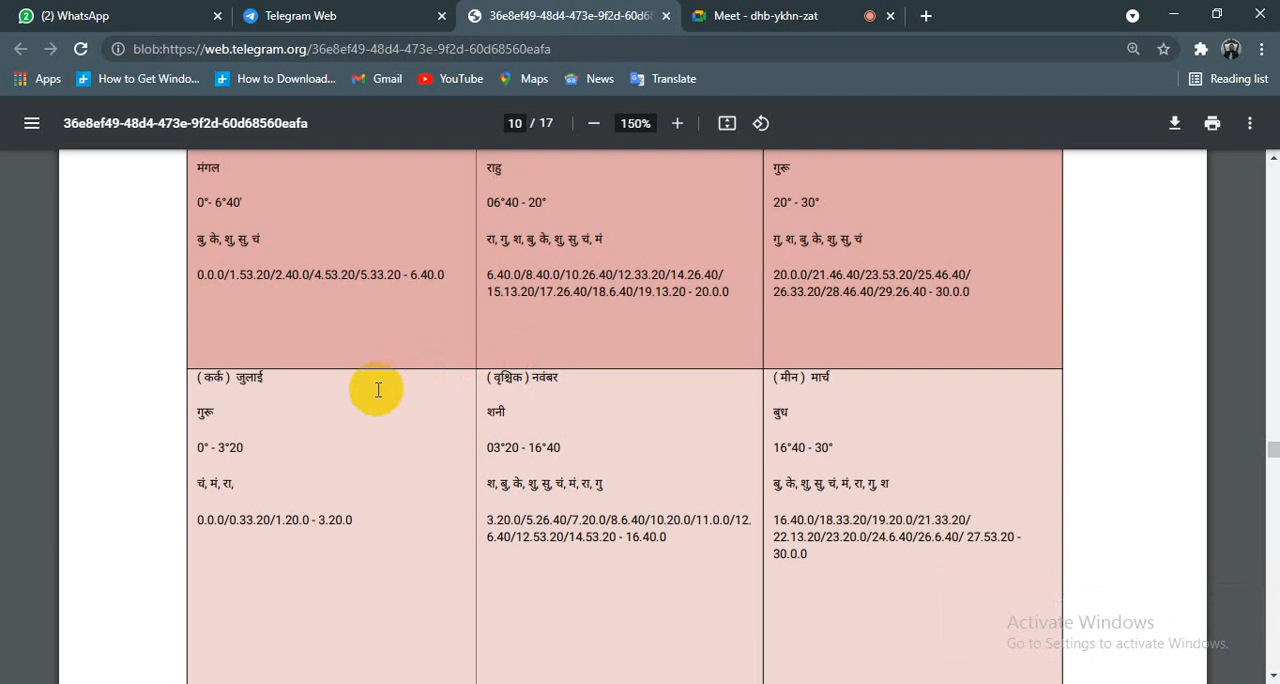 (2) WhatsApp
Telegram Web
36e8ef49-48d4-473e-9f2d-60d68
Meet - dhb-ykhn-zat
blob:https://web.telegram.org/36e8ef49-48d4-473e-9f2d-60d68560eafa
Apps
How to Get Windo...
How to Download...
Gmail
YouTube
Maps
News
Translate
Reading list
36e8ef49-48d4-473e-9f2d-60d68560eafa
10 / 17
150%
मंगल
0°- 6°40'
बु, के, शु, सु, चं
0.0.0/1.53.20/2.40.0/4.53.20/5.33.20 - 6.40.0
राहु
06°40 - 20°
रा, गु, श, बु, के, शु, सु, चं, मं
6.40.0/8.40.0/10.26.40/12.33.20/14.26.40/
15.13.20/17.26.40/18.6.40/19.13.20 - 20.0.0
गुरू
20° - 30°
गु, श, बु, के, शु, सु, चं
20.0.0/21.46.40/23.53.20/25.46.40/
26.33.20/28.46.40/29.26.40 - 30.0.0
( कर्क ) जुलाई
गुरू
0° - 3°20
चं, मं, रा,
0.0.0/0.33.20/1.20.0 - 3.20.0
( वृश्चिक ) नवंबर
शनी
03°20 - 16°40
श, बु, के, शु, सु, चं, मं, रा, गु
3.20.0/5.26.40/7.20.0/8.6.40/10.20.0/11.0.0/12.
6.40/12.53.20/14.53.20 - 16.40.0
( मीन ) मार्च
बुध
16°40 - 30°
बु, के, शु, सु, चं, मं, रा, गु, श
16.40.0/18.33.20/19.20.0/21.33.20/
22.13.20/23.20.0/24.6.40/26.6.40/ 27.53.20 -
30.0.0
Activate Windows
Go to Settings to activate Windows.